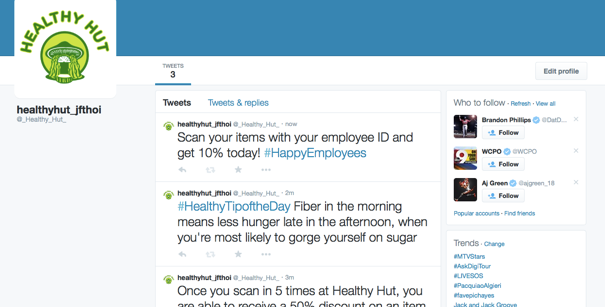 HEALTHY HUT
TWEETS
3
Edit profile
healthyhut_jfthoi
@_Healthy_Hut_
Tweets Tweets & replies
healthyhut_jfthoi @_Healthy_Hut_ · now
Scan your items with your employee ID and
get 10% today! #HappyEmployees
healthyhut_jfthoi @_Healthy_Hut_ · 2m
#HealthyTipoftheDay Fiber in the morning
means less hunger late in the afternoon, when
you're most likely to gorge yourself on sugar
healthyhut_jfthoi @_Healthy_Hut_ · 3m
Once you scan in 5 times at Healthy Hut, you
are able to receive a 50% discount on an item
Who to follow · Refresh · View all
Brandon Phillips @DatD...
Follow
WCPO @WCPO
Follow
Aj Green @ajgreen_18
Follow
Popular accounts · Find friends
Trends · Change
#MTVStars
#AskDigiTour
#LIVESOS
#PacquiaoAlgieri
#favepichayes
Jack and Jack Groove